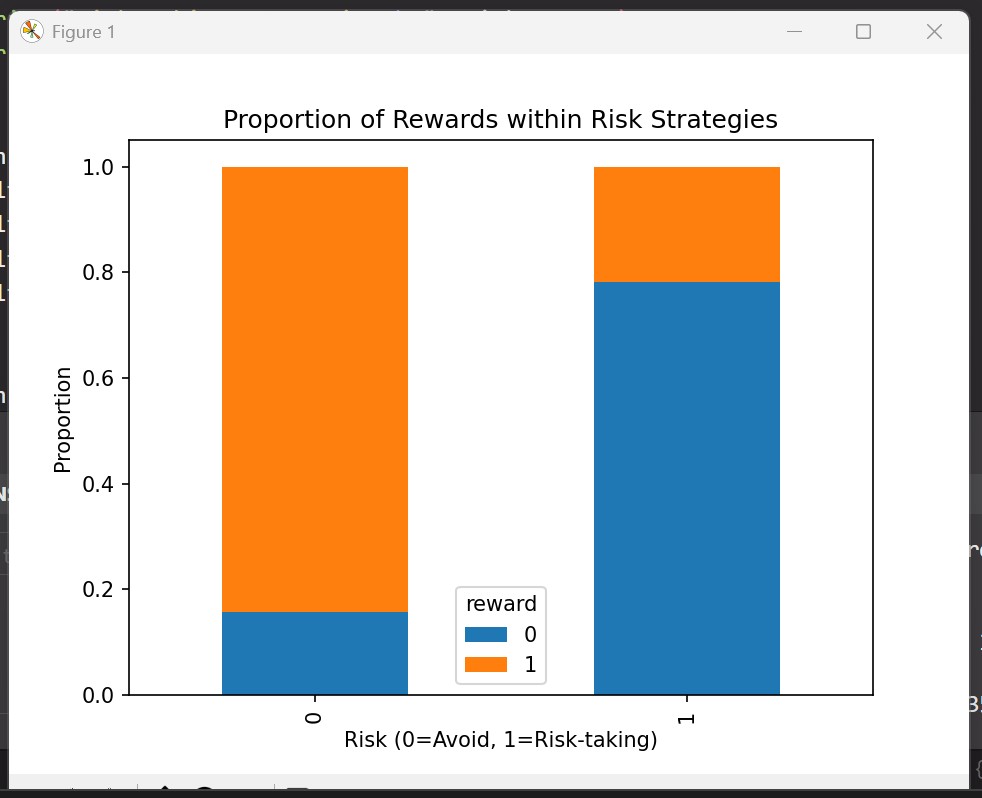 Figure 1
Proportion of Rewards within Risk Strategies
1.0
0.8
0.6
0.4
0.2
0.0
Proportion
reward
0
1
0
1
Risk (0=Avoid, 1=Risk-taking)